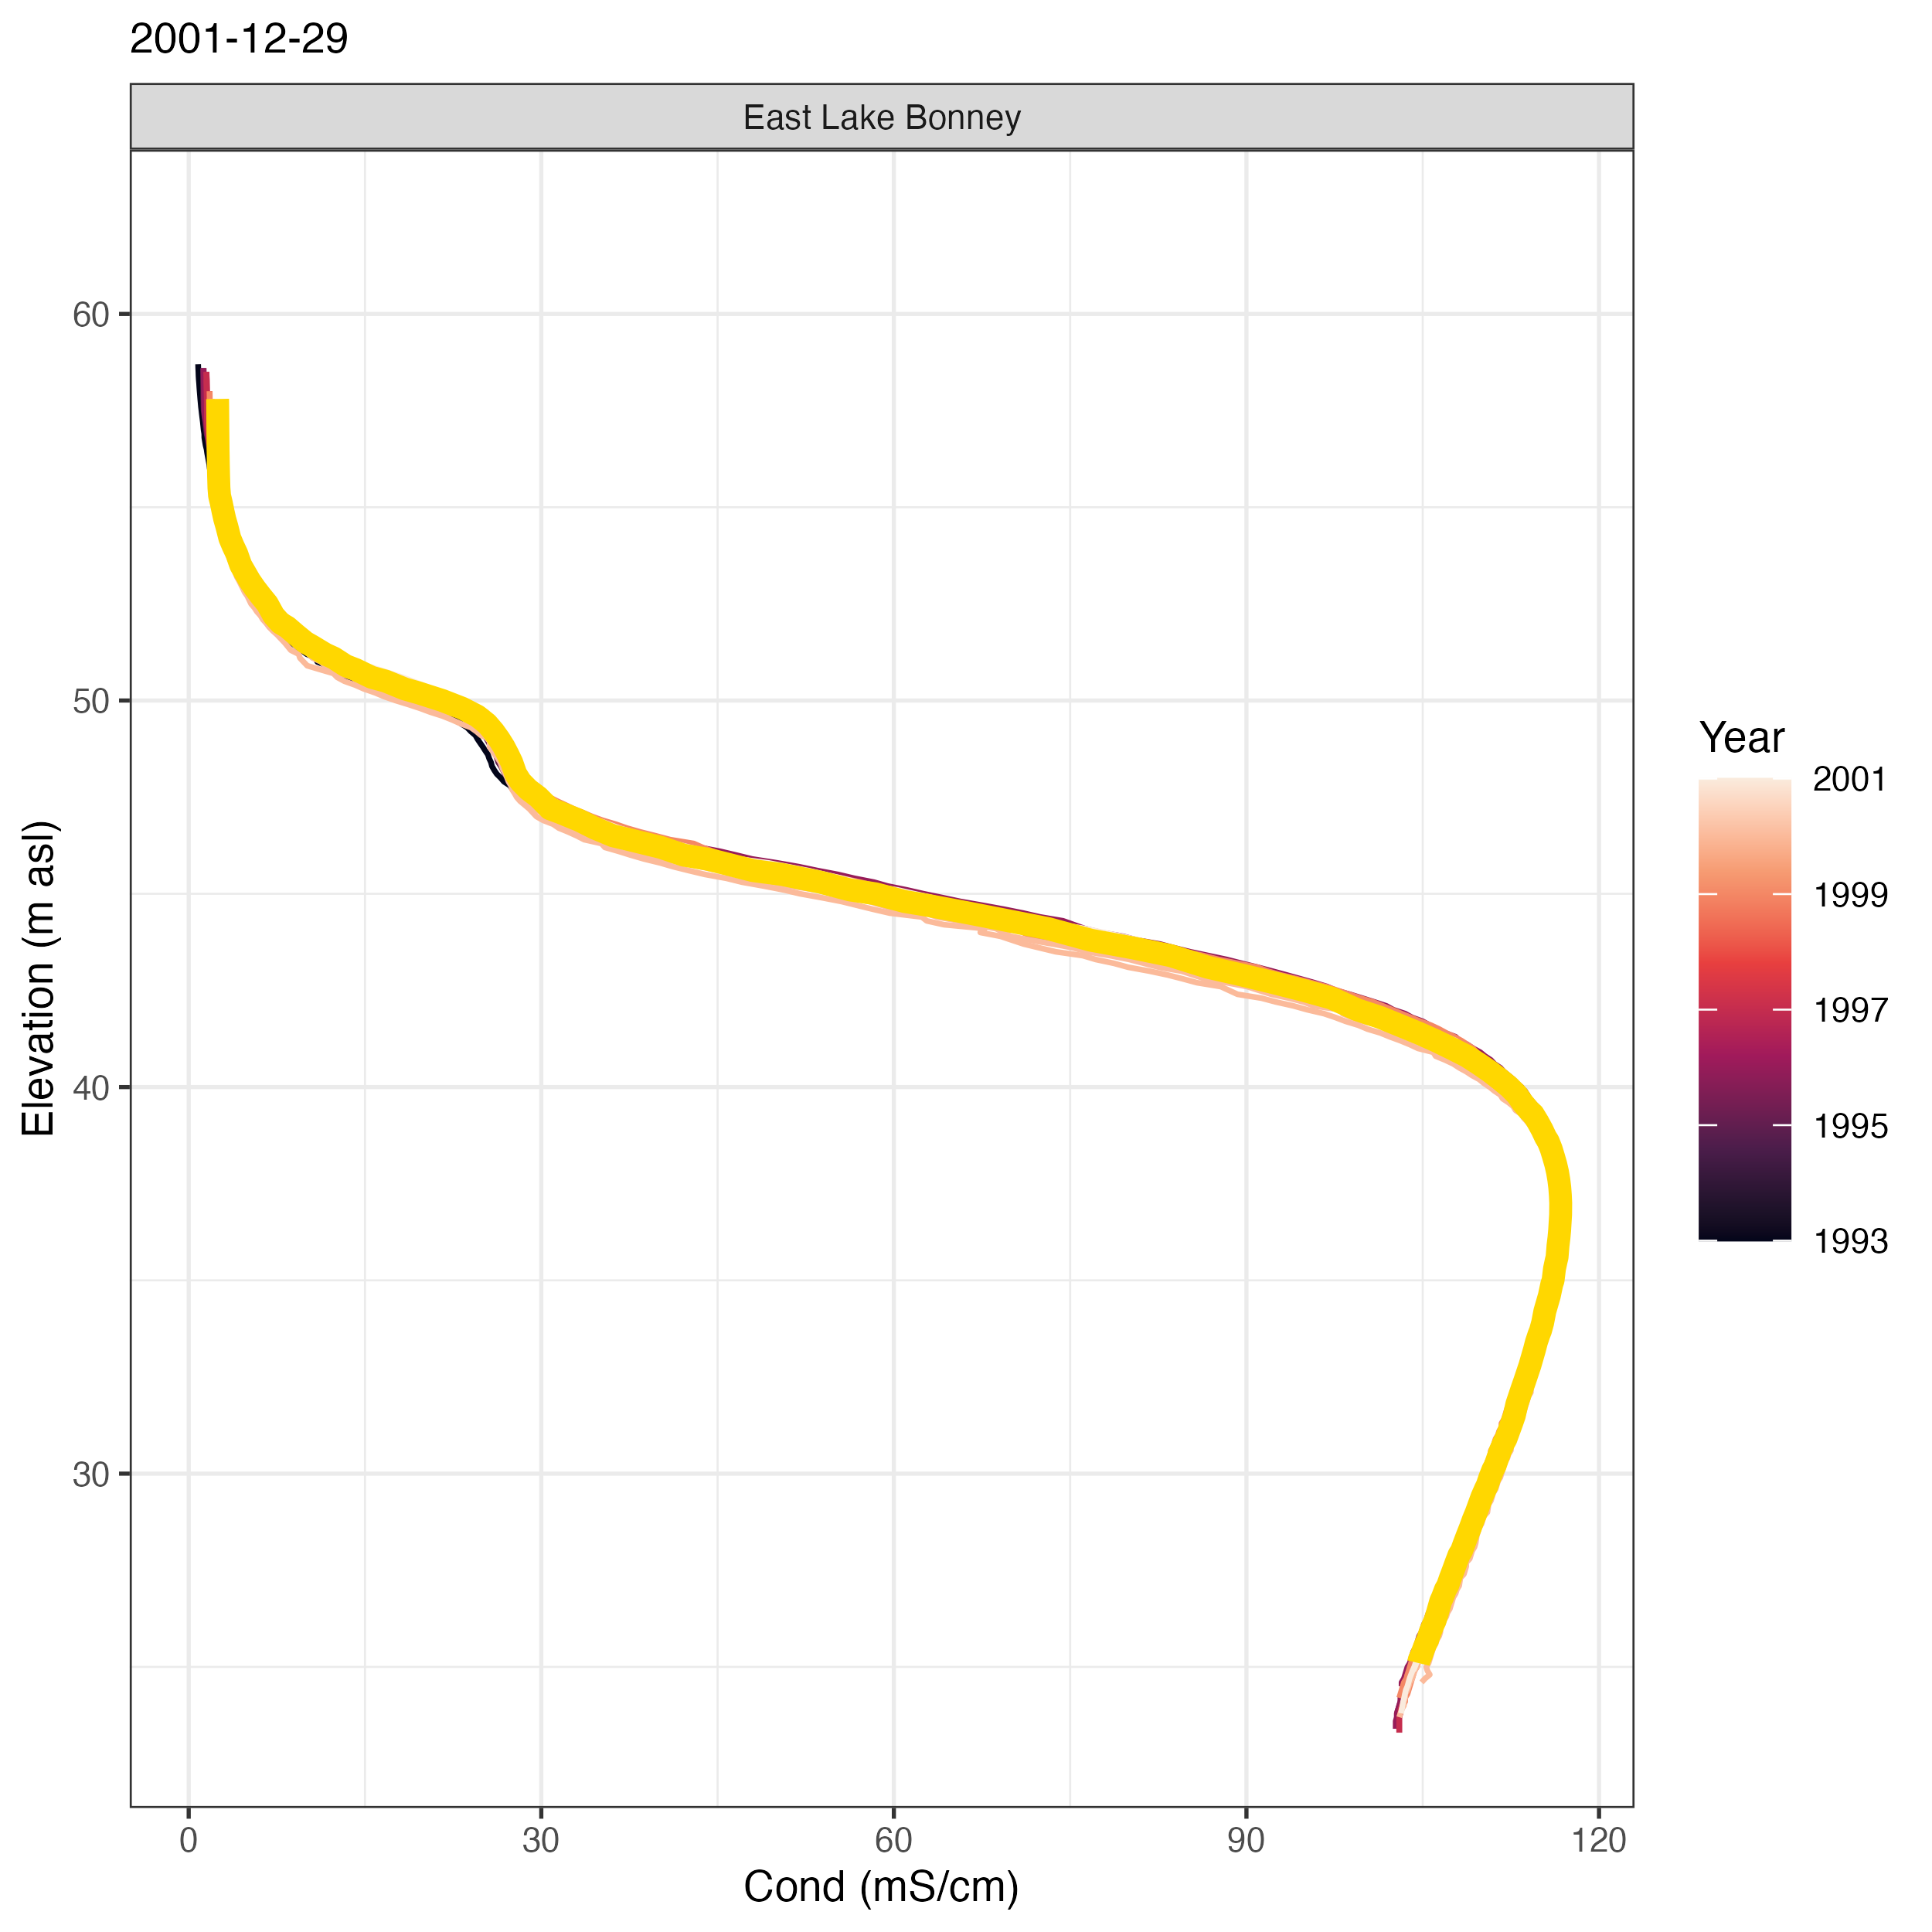 2001-12-29
East Lake Bonney
Elevation (m asl)
60
50
40
30
0 30 60 90 120
Cond (mS/cm)
Year
2001
1999
1997
1995
1993